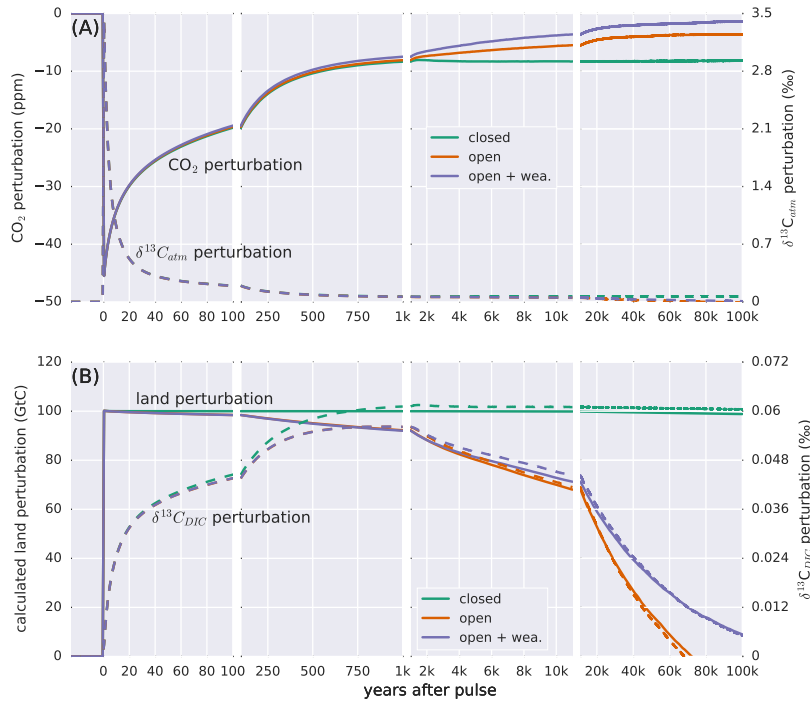 (A)
0
−10
−20
−30
−40
−50
CO2 perturbation (ppm)
3.5
2.8
2.1
1.4
0.7
0
δ13Catm perturbation (‰)
closed
open
open + wea.
CO2 perturbation
δ13Catm perturbation
0 20 40 60 80 100 250 500 750 1k 2k 4k 6k 8k 10k 20k 40k 60k 80k 100k
(B)
120
100
80
60
40
20
0
calculated land perturbation (GtC)
0.072
0.06
0.048
0.036
0.024
0.012
0
δ13CDIC perturbation (‰)
land perturbation
δ13CDIC perturbation
closed
open
open + wea.
0 20 40 60 80 100 250 500 750 1k 2k 4k 6k 8k 10k 20k 40k 60k 80k 100k
years after pulse